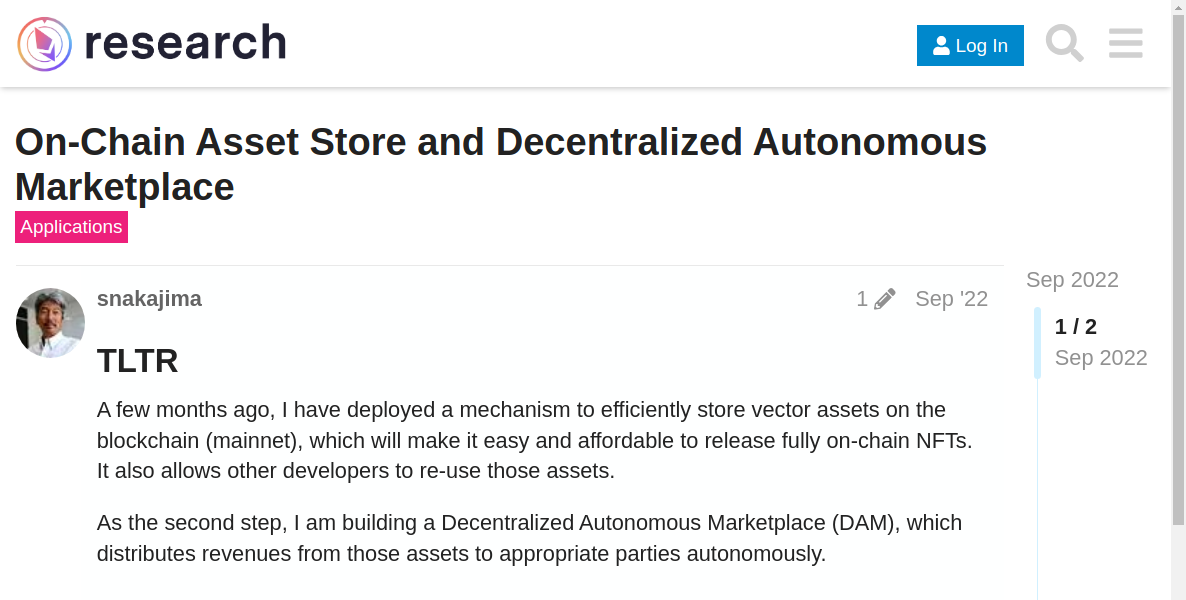 research
Log In
On-Chain Asset Store and Decentralized Autonomous
Marketplace
Applications
snakajima
1
Sep '22
Sep 2022
1 / 2
Sep 2022
TLTR
A few months ago, I have deployed a mechanism to efficiently store vector assets on the
blockchain (mainnet), which will make it easy and affordable to release fully on-chain NFTs.
It also allows other developers to re-use those assets.
As the second step, I am building a Decentralized Autonomous Marketplace (DAM), which
distributes revenues from those assets to appropriate parties autonomously.